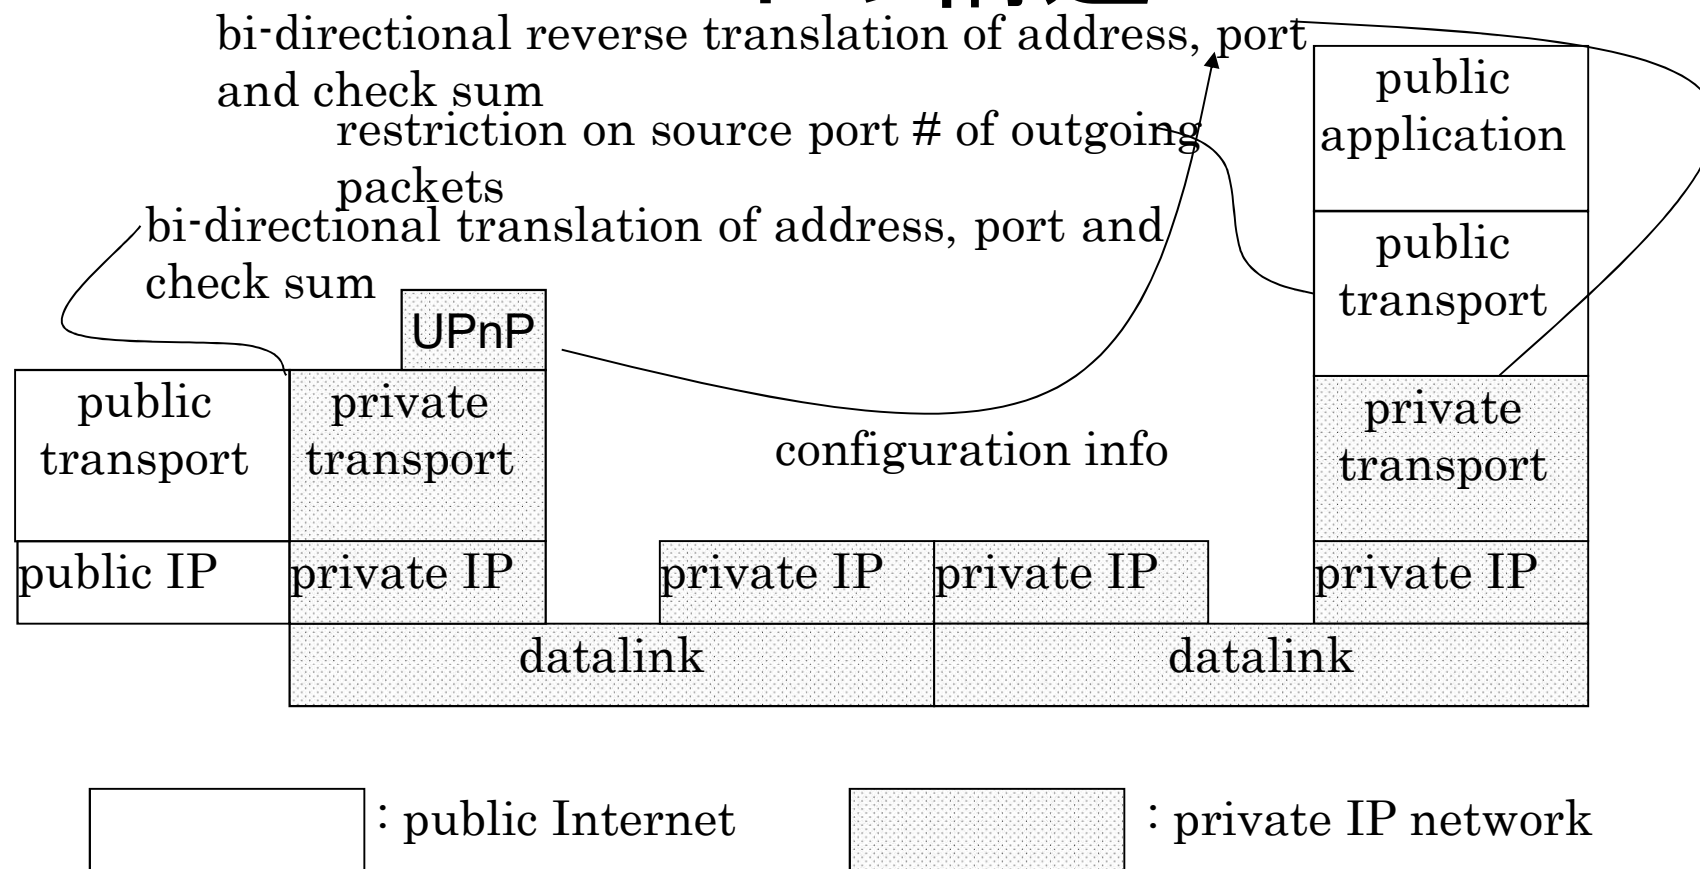 bi-directional reverse translation of address, port
and check sum
restriction on source port # of outgoing
packets
bi-directional translation of address, port and
check sum
UPnP
public
application
public
transport
public
transport
private
transport
configuration info
private
transport
public IP
private IP
private IP
private IP
private IP
datalink
datalink
: public Internet
: private IP network